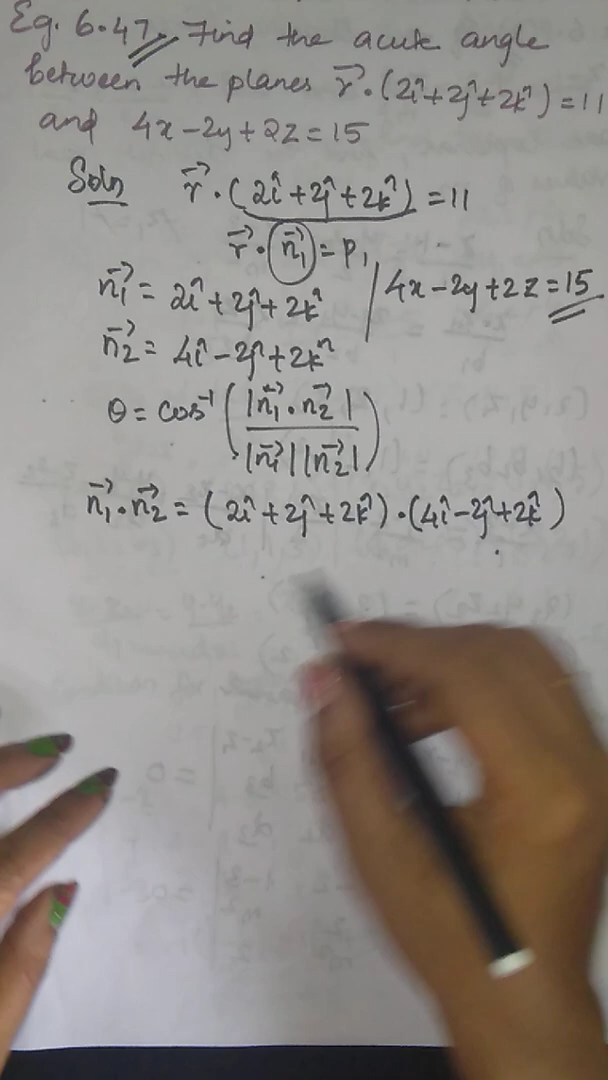 Eg. 6.47. Find the acute angle
between the planes r⃗ · (2î+2ĵ+2k̂) = 11
and 4x-2y+2z=15
Soln r⃗ · (2î+2ĵ+2k̂) = 11
r⃗ · n⃗₁ = P₁
n⃗₁ = 2î+2ĵ+2k̂ | 4x-2y+2z=15
n⃗₂ = 4î-2ĵ+2k̂
θ = cos⁻¹ ( |n⃗₁ · n⃗₂| / |n⃗₁| |n⃗₂| )
n⃗₁ · n⃗₂ = (2î+2ĵ+2k̂) · (4î-2ĵ+2k̂)